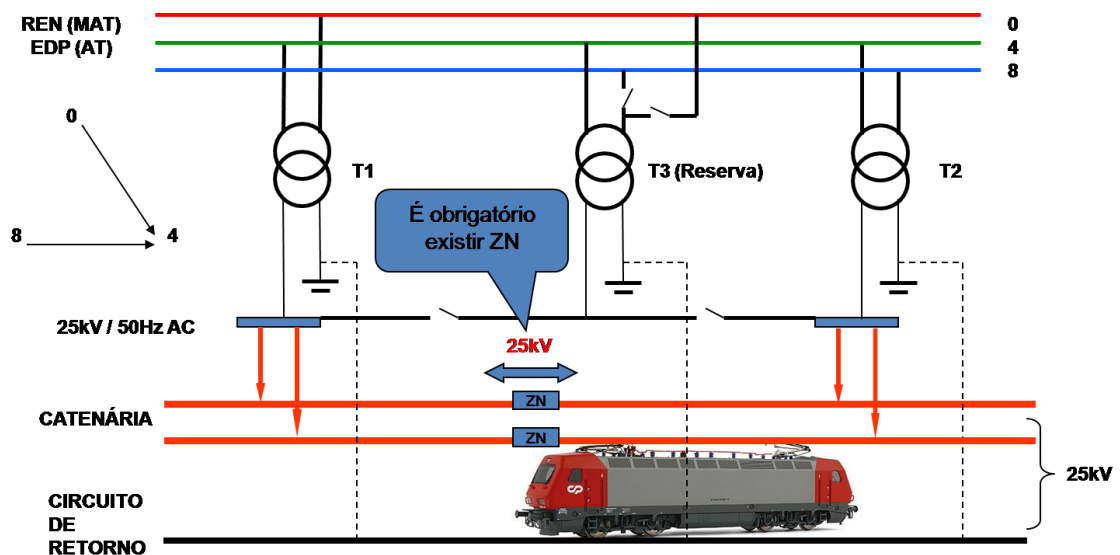 REN (MAT)
EDP (AT)
0
4
8
0
8
4
T1
T3 (Reserva)
T2
É obrigatório
existir ZN
25kV / 50Hz AC
25kV
ZN
CATENÁRIA
ZN
25kV
CIRCUITO
DE
RETORNO